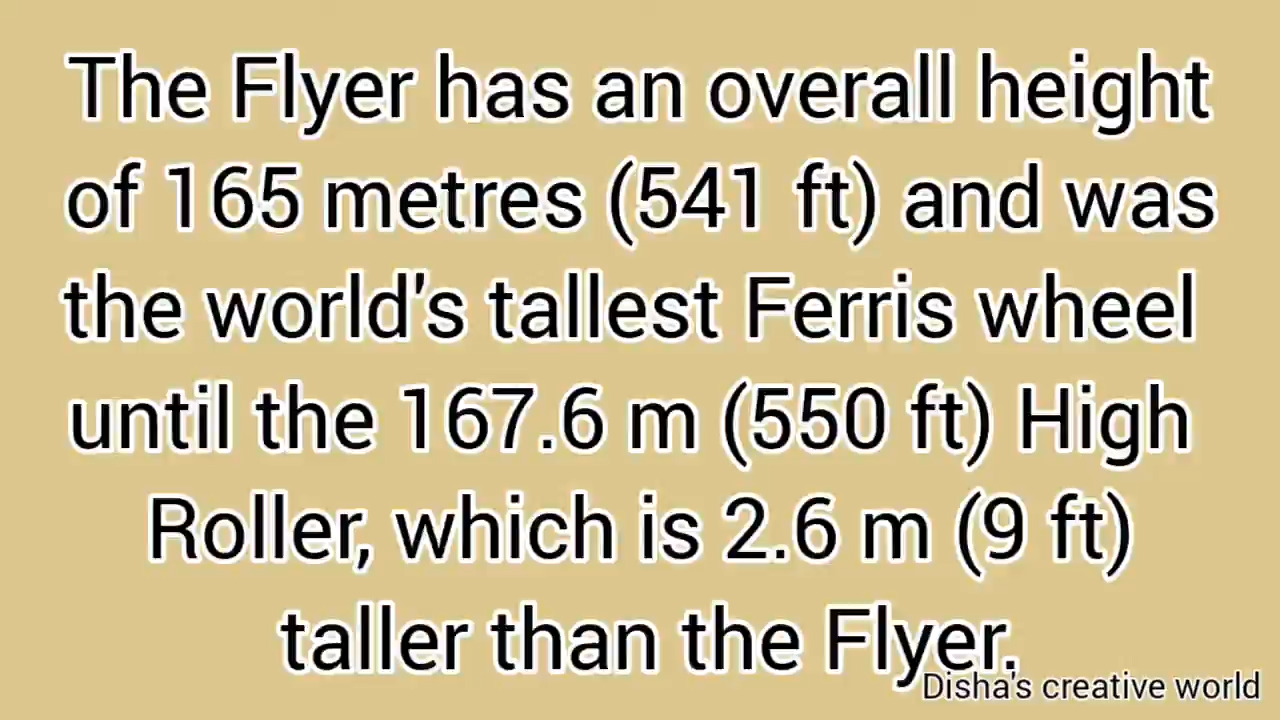 The Flyer has an overall height
of 165 metres (541 ft) and was
the world's tallest Ferris wheel
until the 167.6 m (550 ft) High
Roller, which is 2.6 m (9 ft)
taller than the Flyer.
Disha's creative world